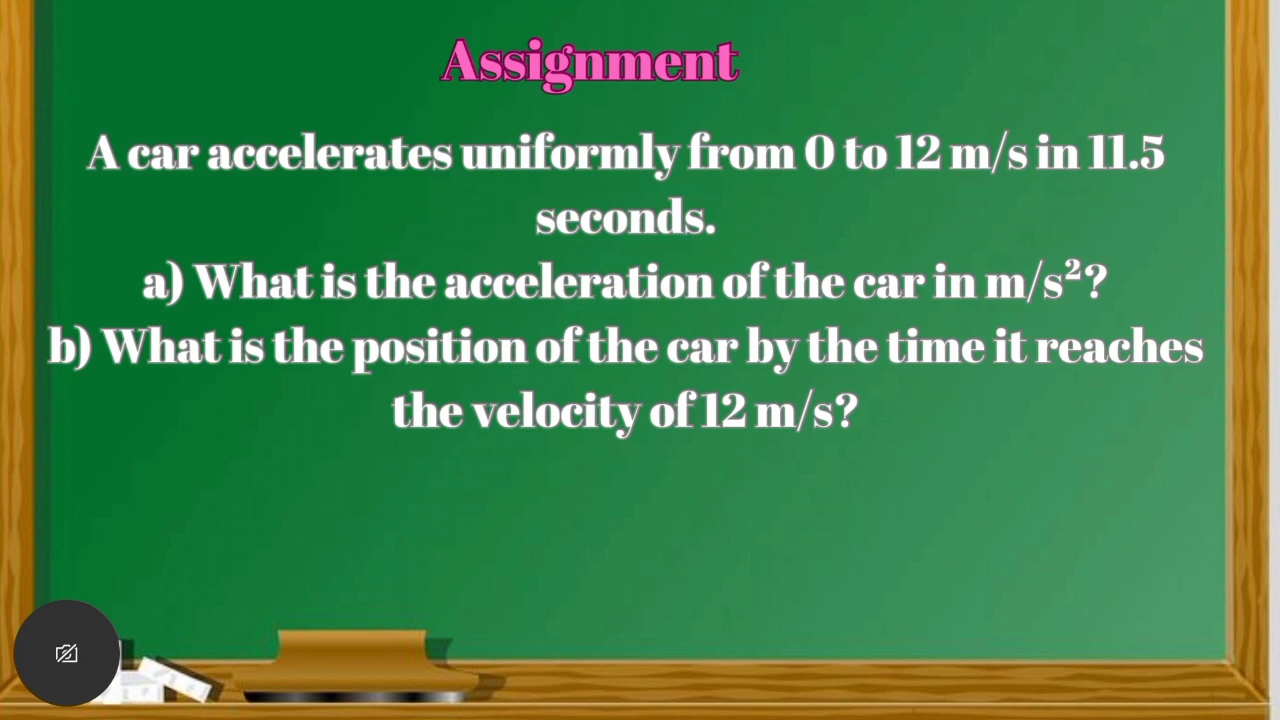 Assignment
A car accelerates uniformly from 0 to 12 m/s in 11.5
seconds.
a) What is the acceleration of the car in m/s²?
b) What is the position of the car by the time it reaches
the velocity of 12 m/s?